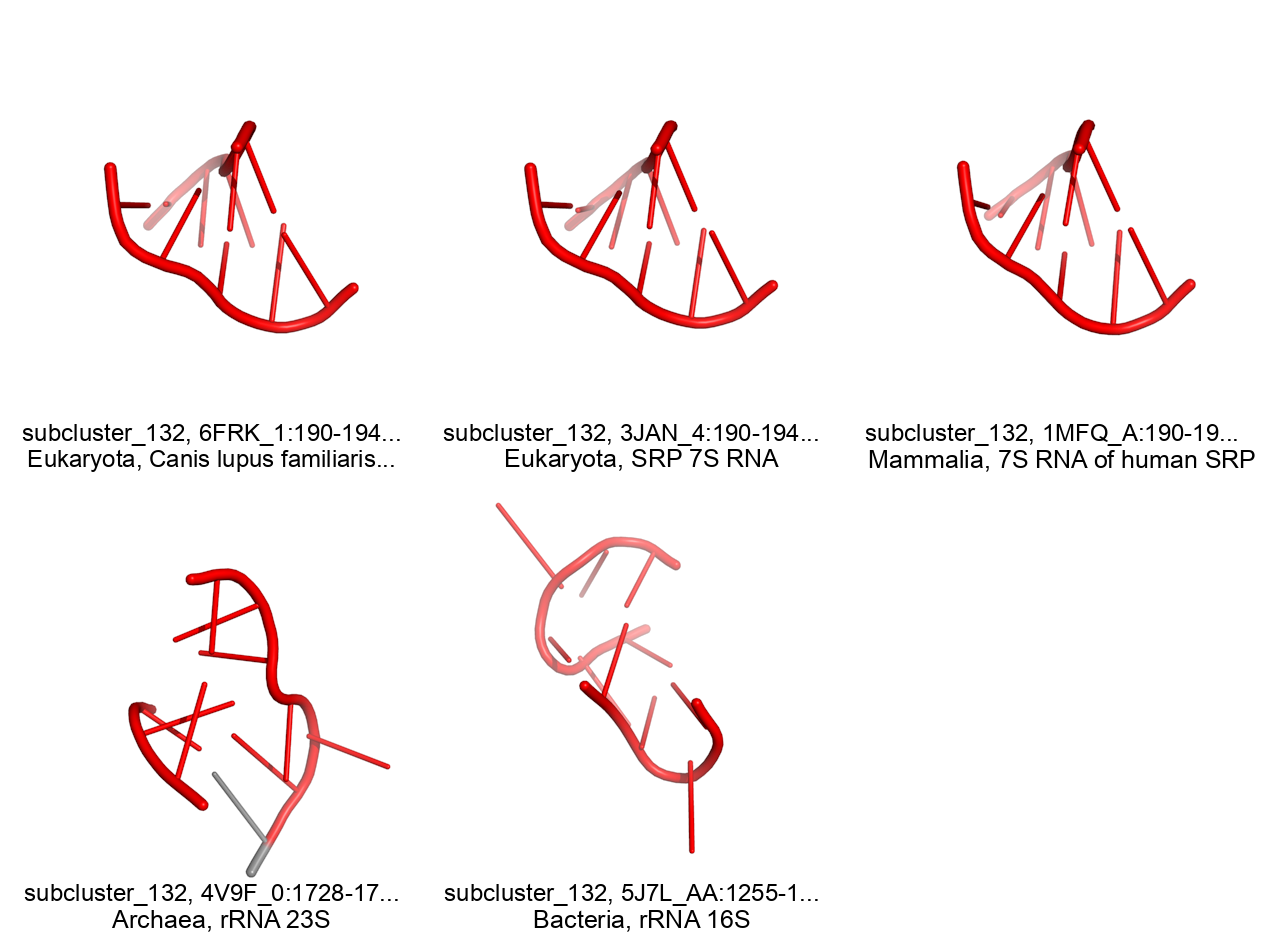 subcluster_132, 6FRK_1:190-194...
Eukaryota, Canis lupus familiaris...
subcluster_132, 3JAN_4:190-194...
Eukaryota, SRP 7S RNA
subcluster_132, 1MFQ_A:190-19...
Mammalia, 7S RNA of human SRP
subcluster_132, 4V9F_0:1728-17...
Archaea, rRNA 23S
subcluster_132, 5J7L_AA:1255-1...
Bacteria, rRNA 16S